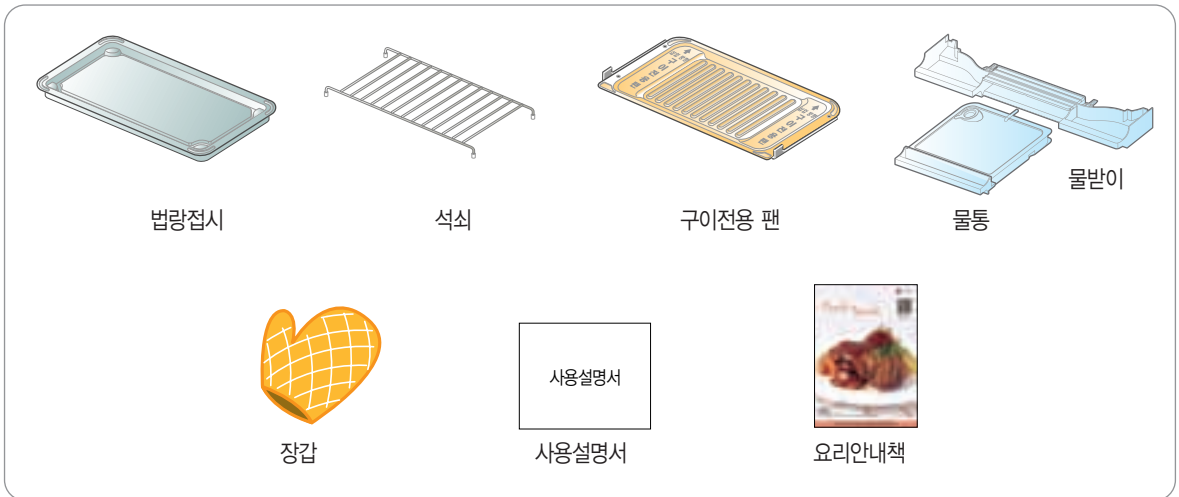 법랑접시
석쇠
구이전용 팬
물통
물받이
장갑
사용설명서
사용설명서
요리안내책